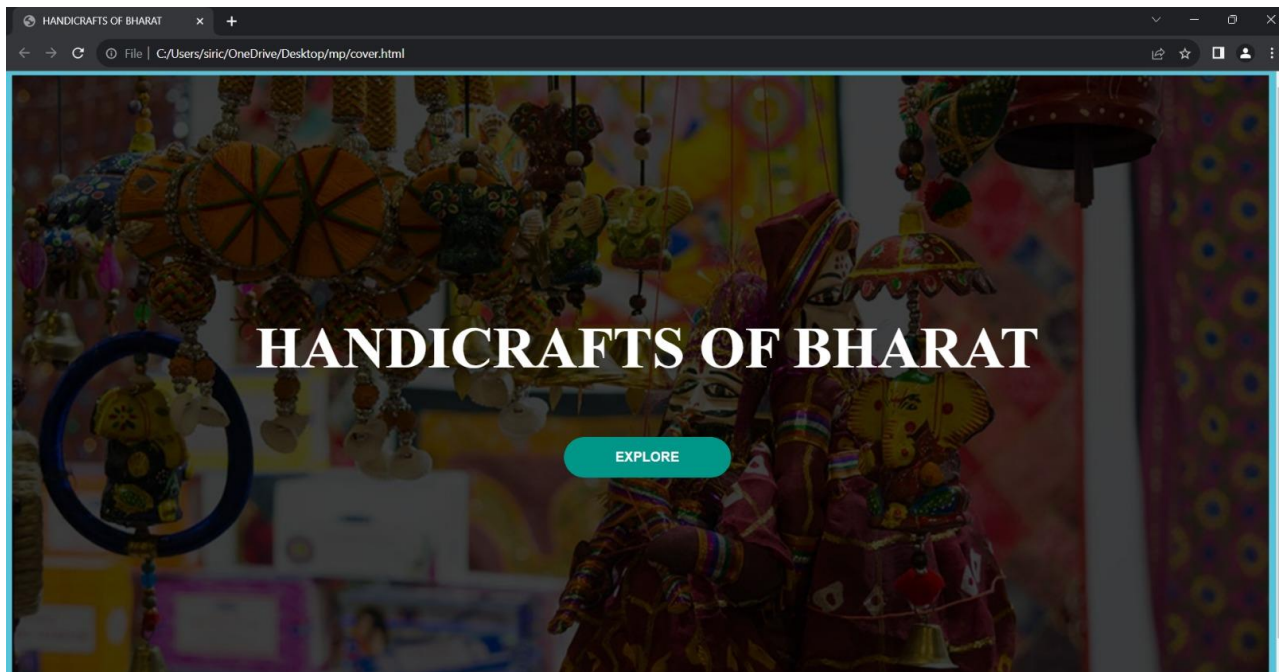 HANDICRAFTS OF BHARAT
File | C:/Users/siric/OneDrive/Desktop/mp/cover.html
HANDICRAFTS OF BHARAT
EXPLORE